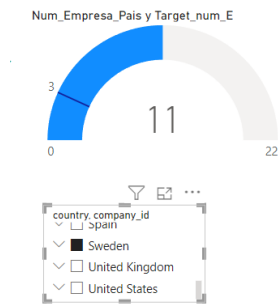 Num_Empresa_Pais y Target_num_E
3
11
0
22
country, company_id
Spain
Sweden
United Kingdom
United States